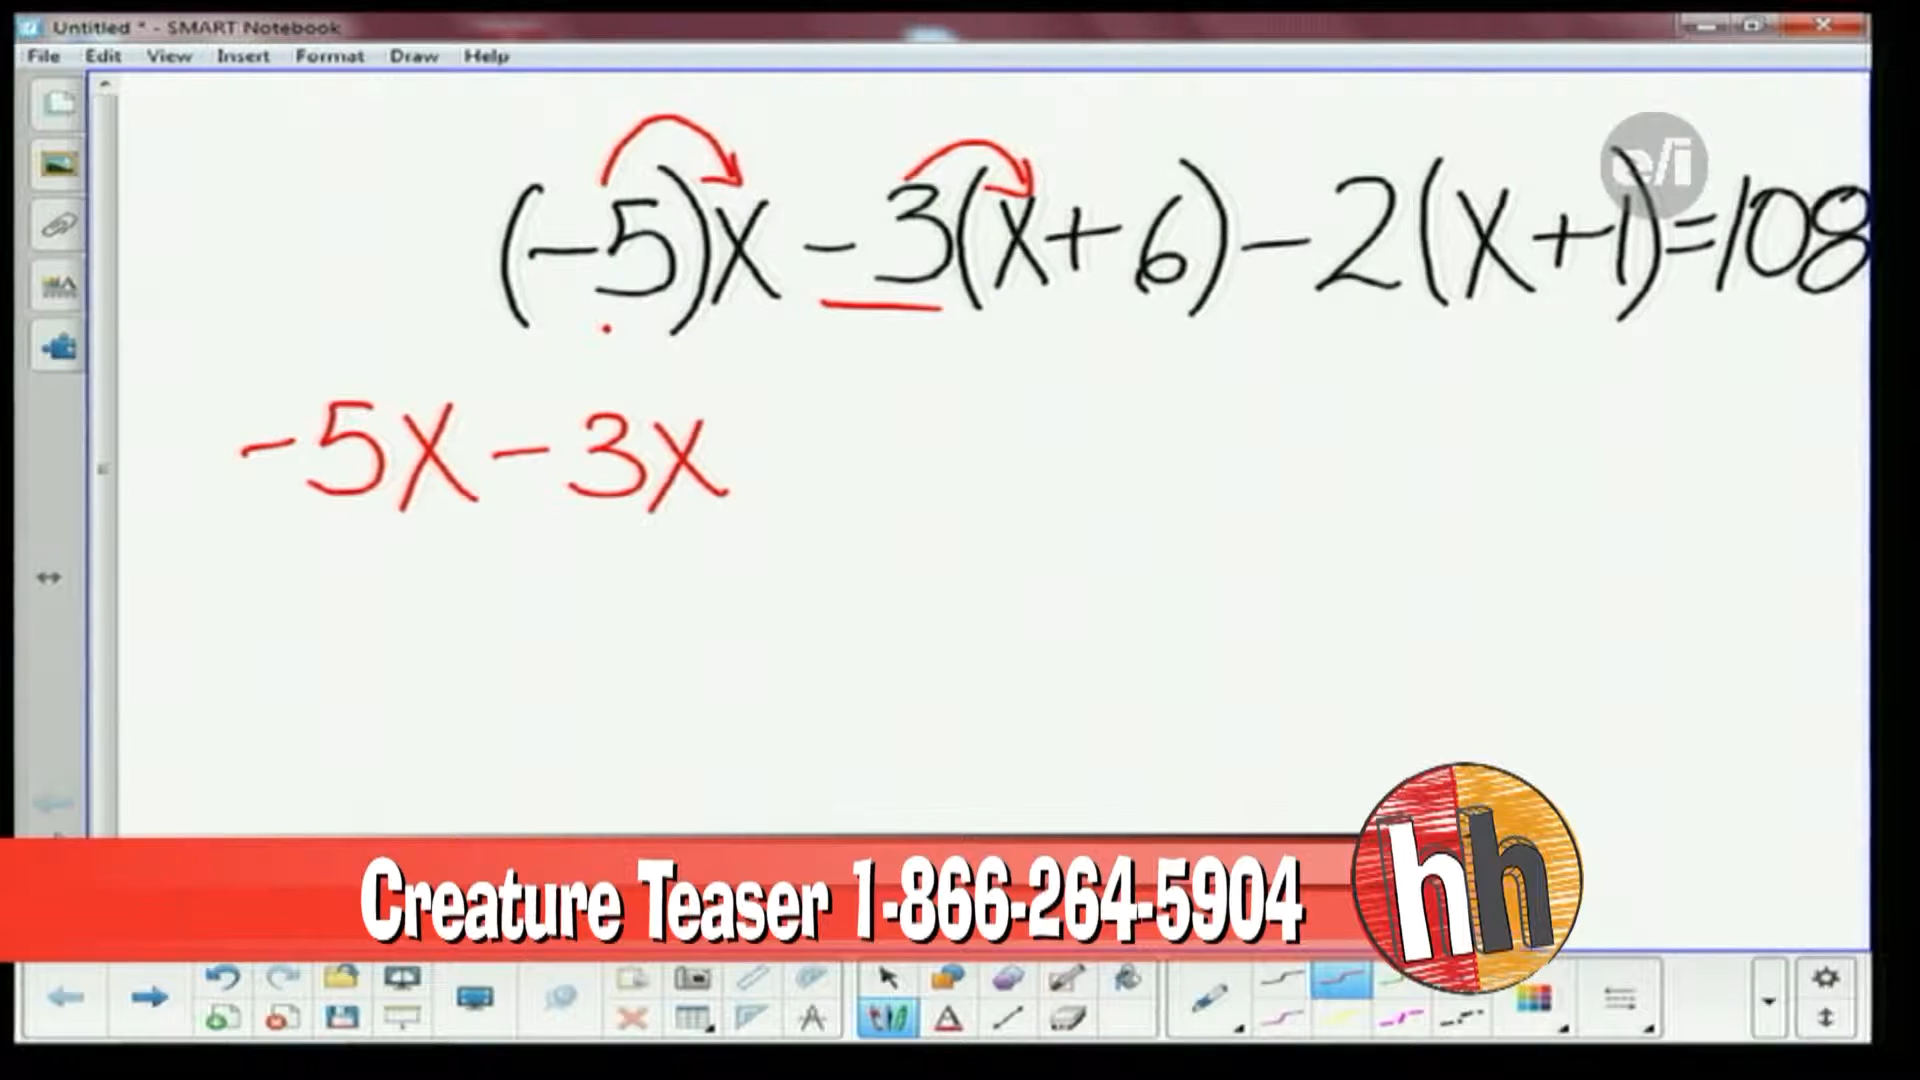 Untitled * - SMART Notebook
File Edit View Insert Format Draw Help
e/i
(-5)x - 3(x+6) - 2(x+1)=108
-5x - 3x
Creature Teaser 1-866-264-5904
hh